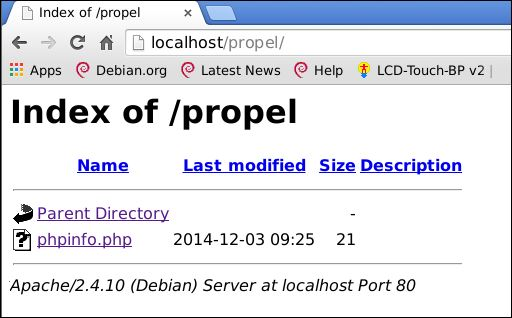 Index of /propel
localhost/propel/
Apps Debian.org Latest News Help LCD-Touch-BP v2 |
Index of /propel
Name Last modified Size Description
Parent Directory -
phpinfo.php 2014-12-03 09:25 21
Apache/2.4.10 (Debian) Server at localhost Port 80